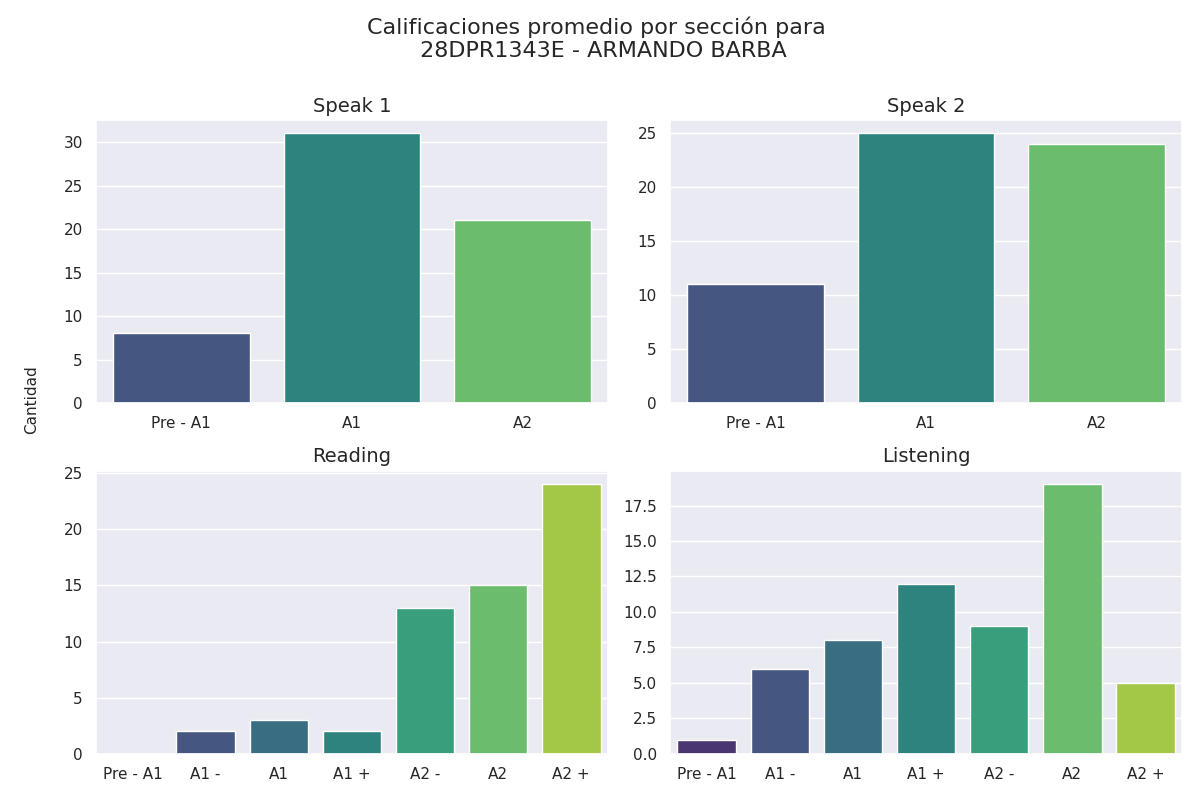 Calificaciones promedio por sección para
28DPR1343E - ARMANDO BARBA
Cantidad
Speak 1
30
25
20
15
10
5
0
Pre - A1 A1 A2
Speak 2
25
20
15
10
5
0
Pre - A1 A1 A2
Reading
25
20
15
10
5
0
Pre - A1 A1 - A1 A1 + A2 - A2 A2 +
Listening
17.5
15.0
12.5
10.0
7.5
5.0
2.5
0.0
Pre - A1 A1 - A1 A1 + A2 - A2 A2 +